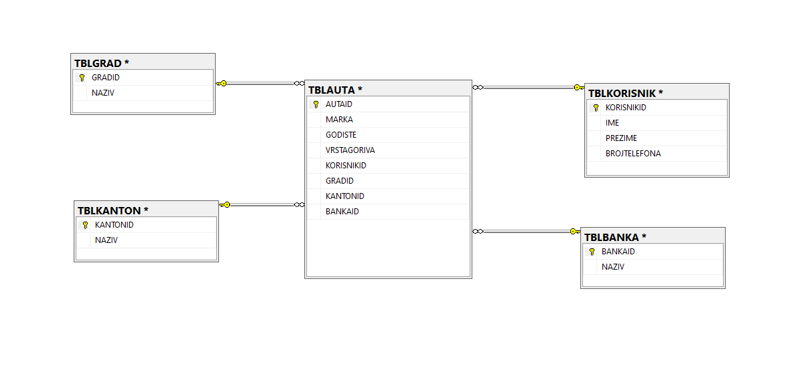 TBLGRAD *
GRADID
NAZIV
TBLAUTA *
AUTAID
MARKA
GODISTE
VRSTAGORIVA
KORISNIKID
GRADID
KANTONID
BANKAID
TBLKORISNIK *
KORISNIKID
IME
PREZIME
BROJTELEFONA
TBLKANTON *
KANTONID
NAZIV
TBLBANKA *
BANKAID
NAZIV